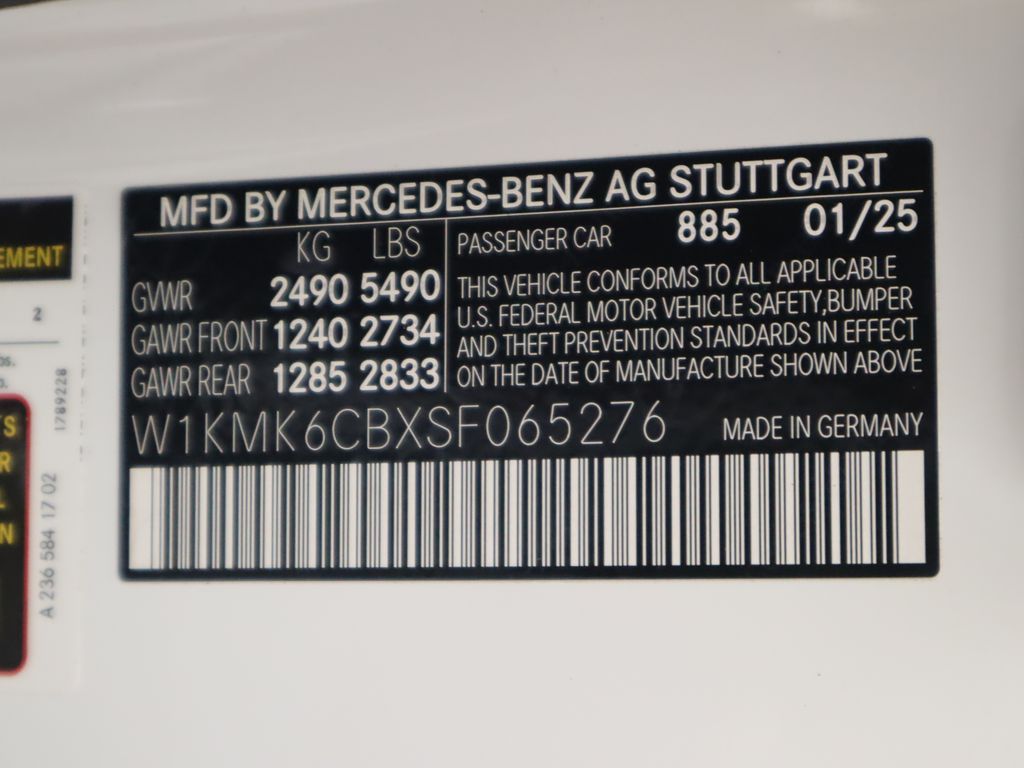 MFD BY MERCEDES-BENZ AG STUTTGART
KG LBS
GVWR 2490 5490
GAWR FRONT 1240 2734
GAWR REAR 1285 2833
PASSENGER CAR 885 01/25
THIS VEHICLE CONFORMS TO ALL APPLICABLE
U.S. FEDERAL MOTOR VEHICLE SAFETY,BUMPER
AND THEFT PREVENTION STANDARDS IN EFFECT
ON THE DATE OF MANUFACTURE SHOWN ABOVE
W1KMK6CBXSF065276
MADE IN GERMANY
EMENT
2
1789228
A 236 584 17 02
S
R
L
N